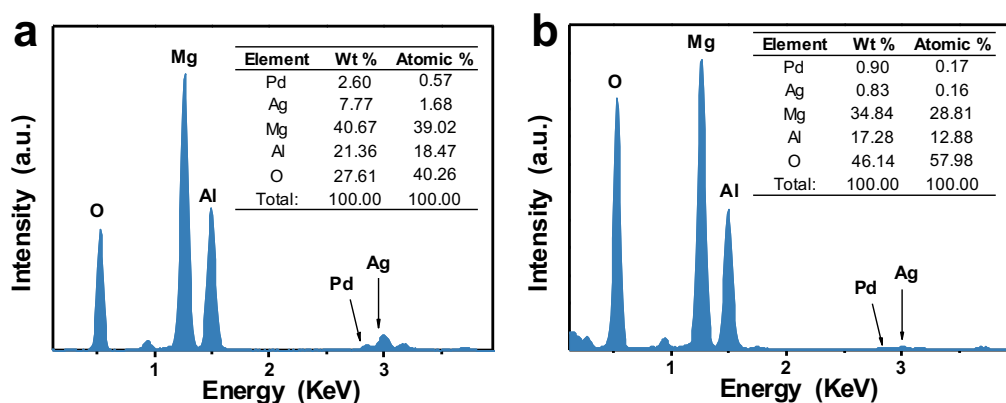 a
Intensity (a.u.)
Mg
O
Al
Pd
Ag
Element Wt % Atomic %
Pd 2.60 0.57
Ag 7.77 1.68
Mg 40.67 39.02
Al 21.36 18.47
O 27.61 40.26
Total: 100.00 100.00
1 2 3
Energy (KeV)
b
Intensity (a.u.)
O
Mg
Al
Pd
Ag
Element Wt % Atomic %
Pd 0.90 0.17
Ag 0.83 0.16
Mg 34.84 28.81
Al 17.28 12.88
O 46.14 57.98
Total: 100.00 100.00
1 2 3
Energy (KeV)